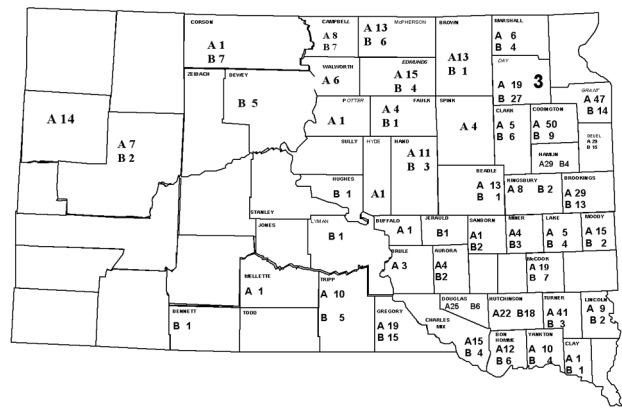 CORSON
A 1
B 7
CAMPBELL
A 8
B 7
McPHERSON
A 13
B 6
BROWN
A13
B 1
MARSHALL
A 6
B 4
ZEIBACH
DEWEY
B 5
WALWORTH
A 6
EDMUNDS
A 15
B 4
DAY
A 19
B 27
3
GRANT
A 47
B 14
A 14
A 7
B 2
POTTER
A 1
FAULK
A 4
B 1
SPINK
A 4
CLARK
A 5
B 6
CODINGTON
A 50
B 9
DEUEL
A 29
B 15
HAMLIN
A29 B4
SULLY
HYDE
A1
HAND
A 11
B 3
HUGHES
B 1
BEADLE
A 13
B 1
KINGSBURY
A 8 B 2
BROOKINGS
A 29
B 13
STANLEY
JONES
LYMAN
B 1
BUFFALO
A 1
JERAULD
B1
SANBORN
A1
B2
MINER
A4
B3
LAKE
A 5
B 4
MOODY
A 15
B 2
BRULE
A 3
AURORA
A4
B2
McCOOK
A 19
B 7
MELLETTE
A 1
TRIPP
A 10
B 5
BENNETT
B 1
TODD
GREGORY
A 19
B 15
DOUGLAS
A25 B6
CHARLES
MIX
A15
B 4
HUTCHINSON
A22 B18
TURNER
A 41
B 3
LINCOLN
A 9
B 2
BON
HOMME
A12
B 6
YANKTON
A 10
B 4
CLAY
A 1
B 1